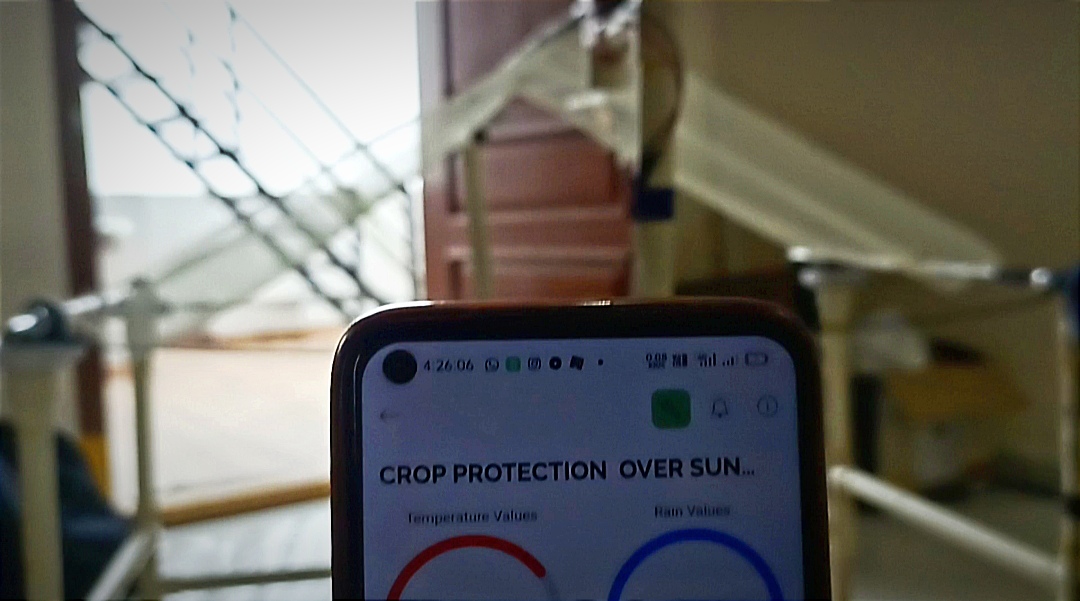 4:26:06
CROP PROTECTION OVER SUN...
Temperature Values
Rain Values